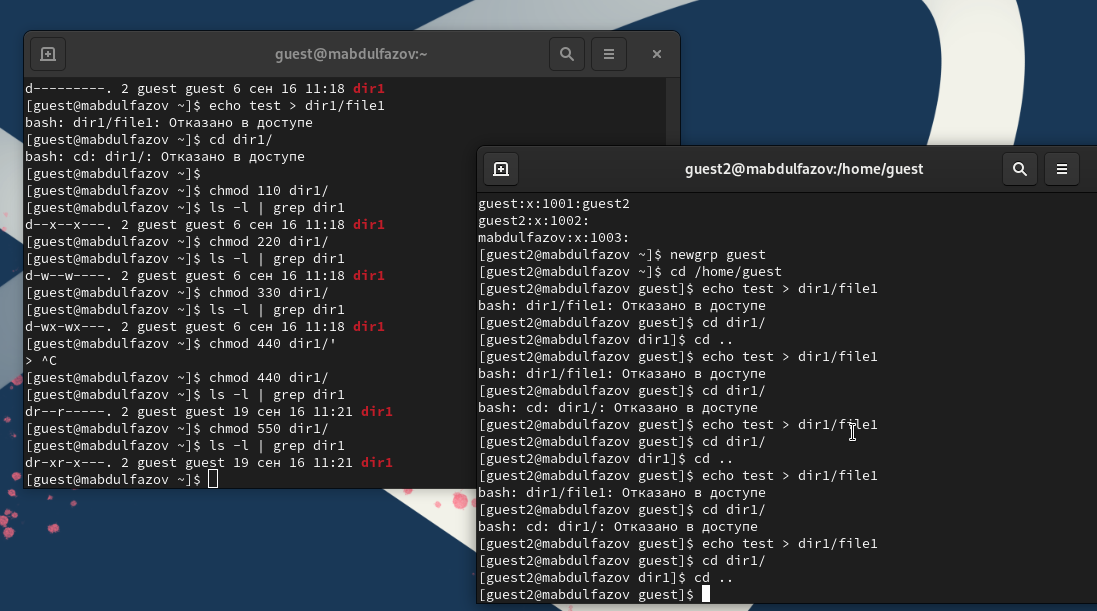 guest@mabdulfazov:~
d---------. 2 guest guest 6 сен 16 11:18 dir1
[guest@mabdulfazov ~]$ echo test > dir1/file1
bash: dir1/file1: Отказано в доступе
[guest@mabdulfazov ~]$ cd dir1/
bash: cd: dir1/: Отказано в доступе
[guest@mabdulfazov ~]$
[guest@mabdulfazov ~]$ chmod 110 dir1/
[guest@mabdulfazov ~]$ ls -l | grep dir1
d--x--x---. 2 guest guest 6 сен 16 11:18 dir1
[guest@mabdulfazov ~]$ chmod 220 dir1/
[guest@mabdulfazov ~]$ ls -l | grep dir1
d-w--w----. 2 guest guest 6 сен 16 11:18 dir1
[guest@mabdulfazov ~]$ chmod 330 dir1/
[guest@mabdulfazov ~]$ ls -l | grep dir1
d-wx-wx---. 2 guest guest 6 сен 16 11:18 dir1
[guest@mabdulfazov ~]$ chmod 440 dir1/'
> ^C
[guest@mabdulfazov ~]$ chmod 440 dir1/
[guest@mabdulfazov ~]$ ls -l | grep dir1
dr--r-----. 2 guest guest 19 сен 16 11:21 dir1
[guest@mabdulfazov ~]$ chmod 550 dir1/
[guest@mabdulfazov ~]$ ls -l | grep dir1
dr-xr-x---. 2 guest guest 19 сен 16 11:21 dir1
[guest@mabdulfazov ~]$
guest2@mabdulfazov:/home/guest
guest:x:1001:guest2
guest2:x:1002:
mabdulfazov:x:1003:
[guest2@mabdulfazov ~]$ newgrp guest
[guest2@mabdulfazov ~]$ cd /home/guest
[guest2@mabdulfazov guest]$ echo test > dir1/file1
bash: dir1/file1: Отказано в доступе
[guest2@mabdulfazov guest]$ cd dir1/
[guest2@mabdulfazov dir1]$ cd ..
[guest2@mabdulfazov guest]$ echo test > dir1/file1
bash: dir1/file1: Отказано в доступе
[guest2@mabdulfazov guest]$ cd dir1/
bash: cd: dir1/: Отказано в доступе
[guest2@mabdulfazov guest]$ echo test > dir1/file1
[guest2@mabdulfazov guest]$ cd dir1/
[guest2@mabdulfazov dir1]$ cd ..
[guest2@mabdulfazov guest]$ echo test > dir1/file1
bash: dir1/file1: Отказано в доступе
[guest2@mabdulfazov guest]$ cd dir1/
bash: cd: dir1/: Отказано в доступе
[guest2@mabdulfazov guest]$ echo test > dir1/file1
[guest2@mabdulfazov guest]$ cd dir1/
[guest2@mabdulfazov dir1]$ cd ..
[guest2@mabdulfazov guest]$